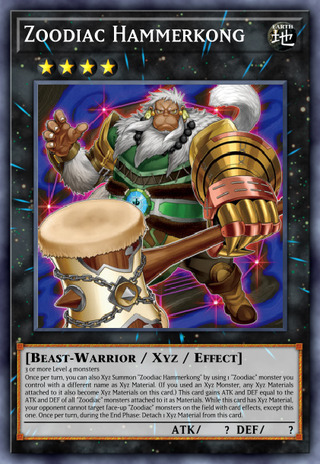 Zoodiac Hammerkong
EARTH
地
[Beast-Warrior / Xyz / Effect]
3 or more Level 4 monsters
Once per turn, you can also Xyz Summon "Zoodiac Hammerkong" by using 1 "Zoodiac" monster you
control with a different name as Xyz Material. (If you used an Xyz Monster, any Xyz Materials
attached to it also become Xyz Materials on this card.) This card gains ATK and DEF equal to the
ATK and DEF of all "Zoodiac" monsters attached to it as Materials. While this card has Xyz Material,
your opponent cannot target face-up "Zoodiac" monsters on the field with card effects, except this
one. Once per turn, during the End Phase: Detach 1 Xyz Material from this card.
ATK/ ? DEF/ ?